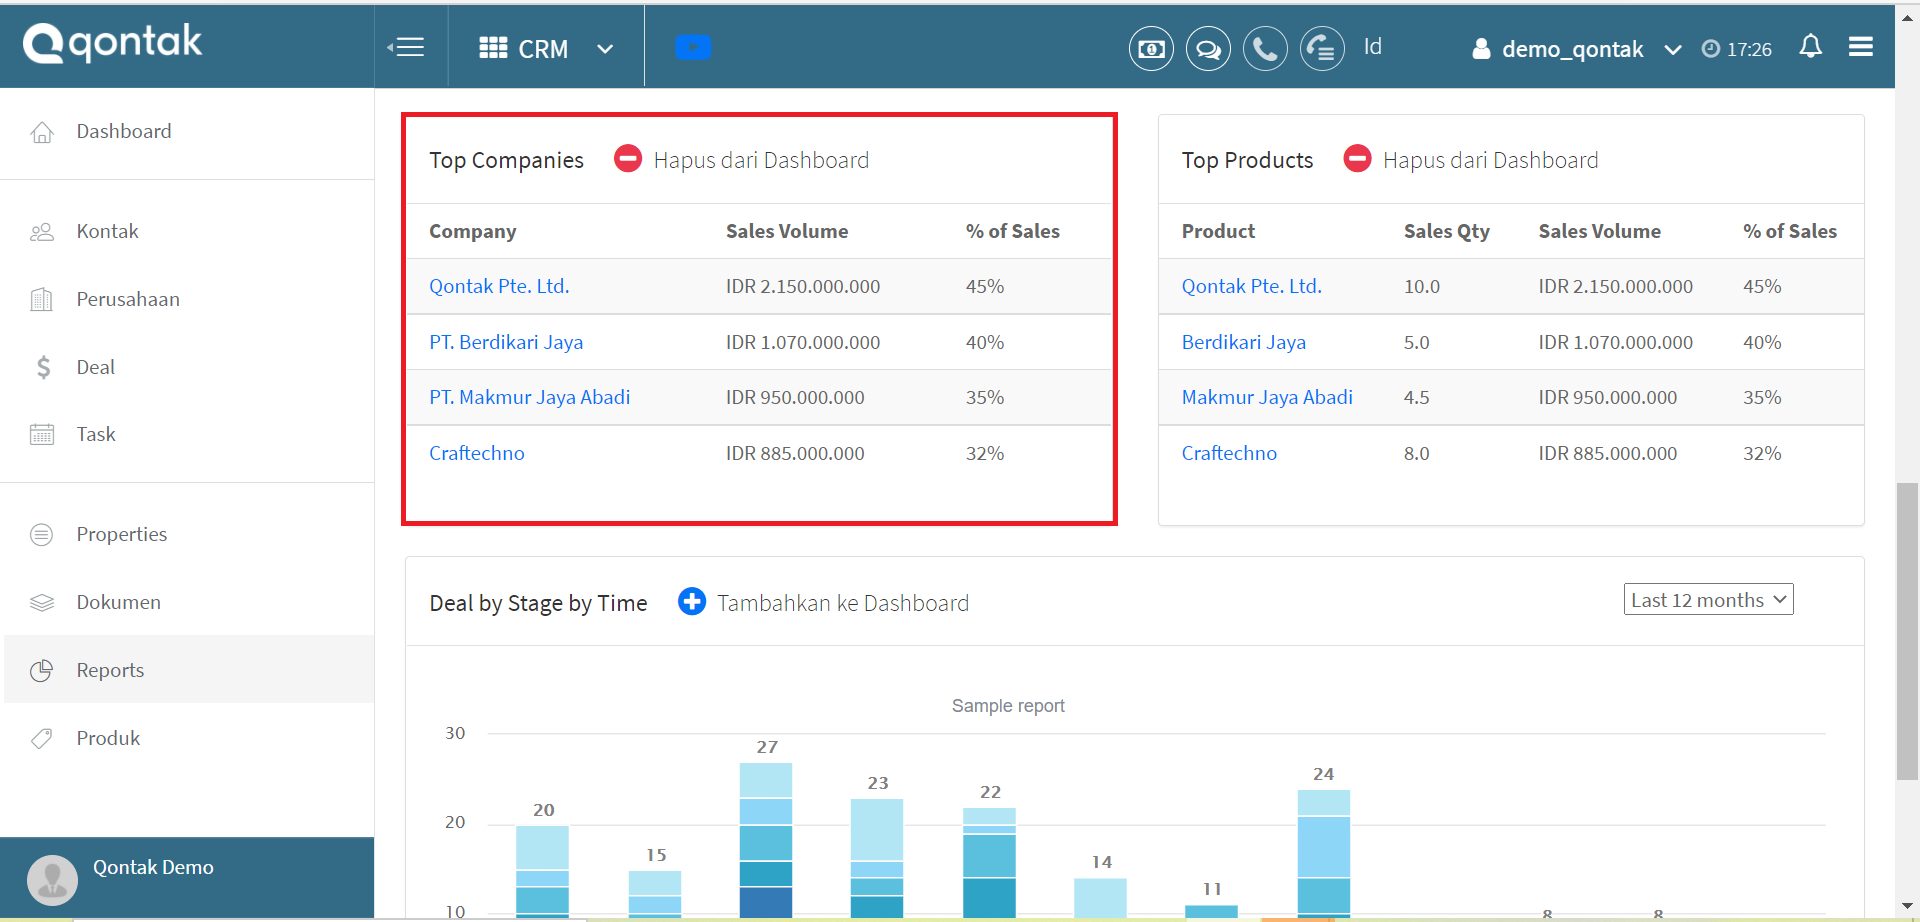 qontak
CRM
Id
demo_qontak
17:26
Dashboard
Kontak
Perusahaan
Deal
Task
Properties
Dokumen
Reports
Produk
Qontak Demo
Top Companies Hapus dari Dashboard
Company Sales Volume % of Sales
Qontak Pte. Ltd. IDR 2.150.000.000 45%
PT. Berdikari Jaya IDR 1.070.000.000 40%
PT. Makmur Jaya Abadi IDR 950.000.000 35%
Craftechno IDR 885.000.000 32%
Top Products Hapus dari Dashboard
Product Sales Qty Sales Volume % of Sales
Qontak Pte. Ltd. 10.0 IDR 2.150.000.000 45%
Berdikari Jaya 5.0 IDR 1.070.000.000 40%
Makmur Jaya Abadi 4.5 IDR 950.000.000 35%
Craftechno 8.0 IDR 885.000.000 32%
Deal by Stage by Time Tambahkan ke Dashboard
Last 12 months
Sample report
30
27
24
23
22
20
20
15
14
11
10
8
8